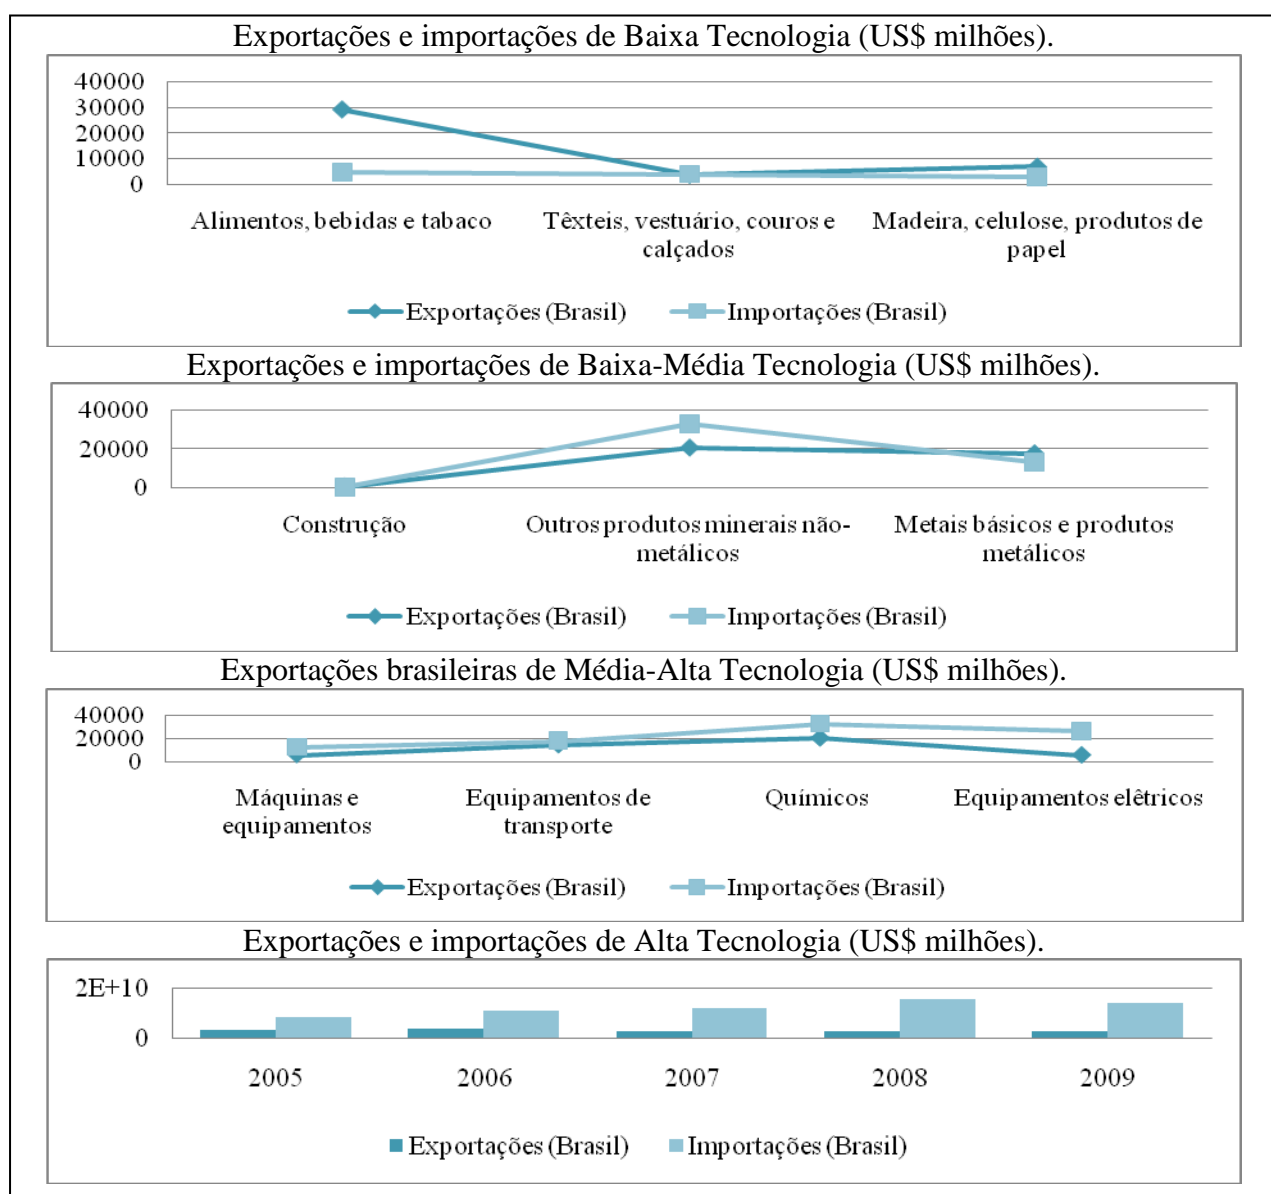 Exportações e importações de Baixa Tecnologia (US$ milhões).
40000
30000
20000
10000
0
Alimentos, bebidas e tabaco
Têxteis, vestuário, couros e
calçados
Madeira, celulose, produtos de
papel
Exportações (Brasil) Importações (Brasil)
Exportações e importações de Baixa-Média Tecnologia (US$ milhões).
40000
20000
0
Construção
Outros produtos minerais não-
metálicos
Metais básicos e produtos
metálicos
Exportações (Brasil) Importações (Brasil)
Exportações brasileiras de Média-Alta Tecnologia (US$ milhões).
40000
20000
0
Máquinas e
equipamentos
Equipamentos de
transporte
Químicos
Equipamentos elétricos
Exportações (Brasil) Importações (Brasil)
Exportações e importações de Alta Tecnologia (US$ milhões).
2E+10
0
2005 2006 2007 2008 2009
Exportações (Brasil) Importações (Brasil)